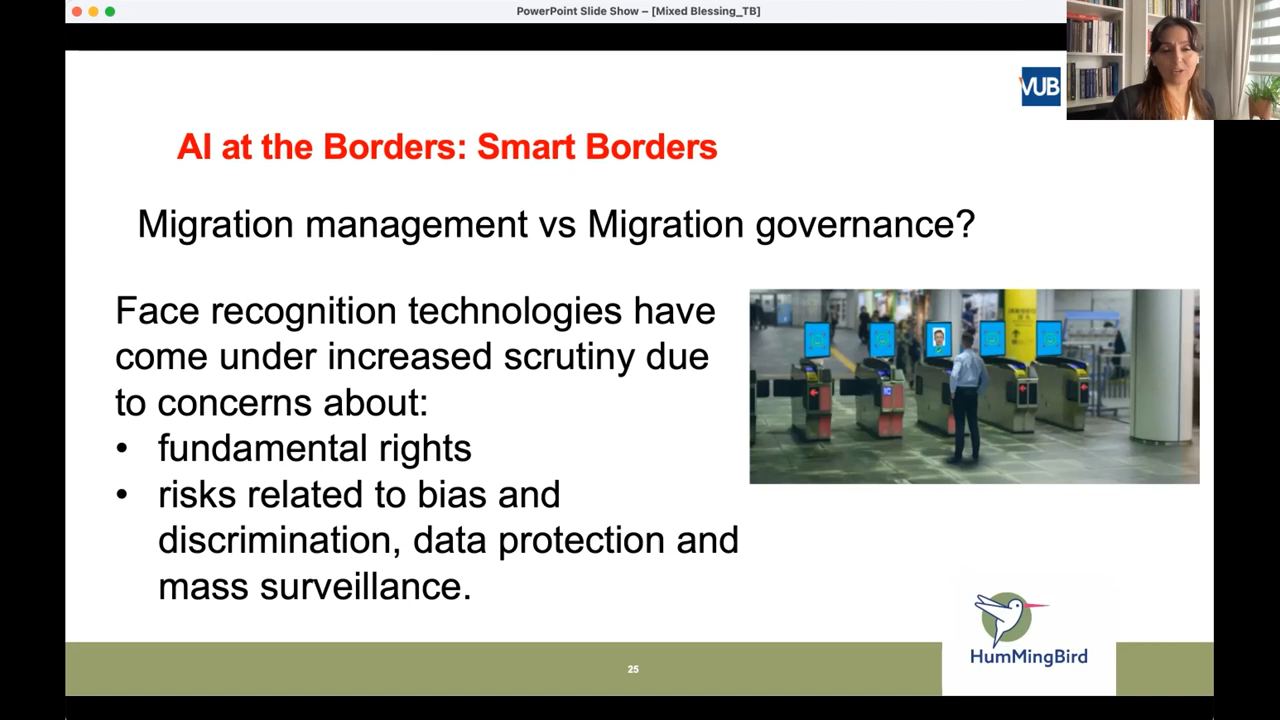 PowerPoint Slide Show – [Mixed Blessing_TB]
VUB
AI at the Borders: Smart Borders
Migration management vs Migration governance?
Face recognition technologies have
come under increased scrutiny due
to concerns about:
• fundamental rights
• risks related to bias and
discrimination, data protection and
mass surveillance.
HumMingBird
25